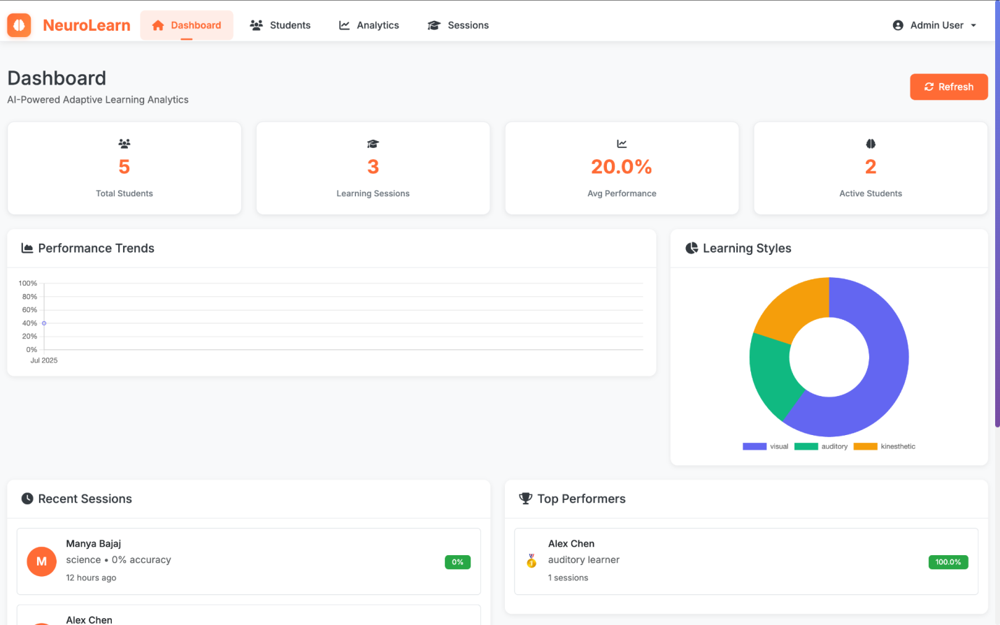 NeuroLearn
Dashboard
Students
Analytics
Sessions
Admin User
Dashboard
AI-Powered Adaptive Learning Analytics
Refresh
5
Total Students
3
Learning Sessions
20.0%
Avg Performance
2
Active Students
Performance Trends
100%
80%
60%
40%
20%
0%
Jul 2025
Learning Styles
visual
auditory
kinesthetic
Recent Sessions
M
Manya Bajaj
science • 0% accuracy
12 hours ago
0%
Alex Chen
Top Performers
1
Alex Chen
auditory learner
1 sessions
100.0%